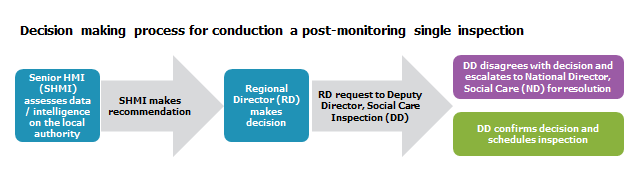 Decision making process for conduction a post-monitoring single inspection
Senior HMI
(SHMI)
assesses data
/ intelligence
on the local
authority
SHMI makes
recommendation
Regional
Director (RD)
makes
decision
RD request to Deputy
Director, Social Care
Inspection (DD)
DD disagrees with decision and
escalates to National Director,
Social Care (ND) for resolution
DD confirms decision and
schedules inspection